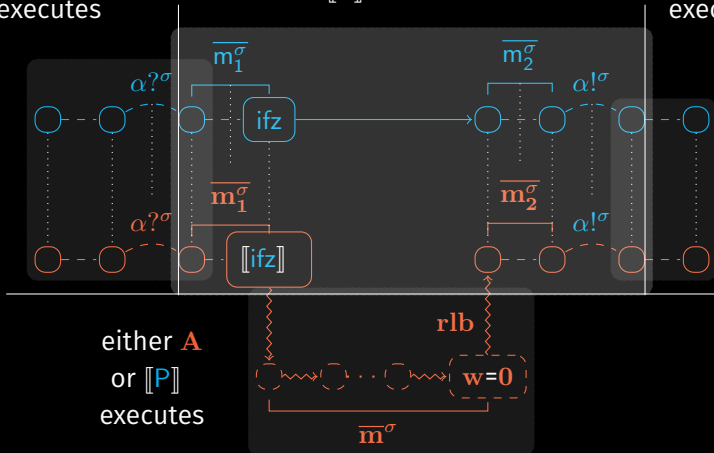 executes
exec
m₁^σ
m₂^σ
α?^σ
α!^σ
ifz
m₁^σ
m₂^σ
α?^σ
α!^σ
⟦ifz⟧
rlb
either A
or ⟦P⟧
executes
w=0
m^σ